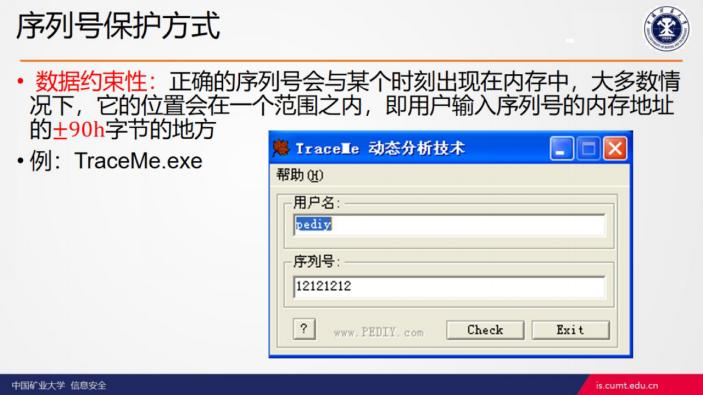 序列号保护方式
• 数据约束性：正确的序列号会与某个时刻出现在内存中，大多数情
况下，它的位置会在一个范围之内，即用户输入序列号的内存地址
的±90h字节的地方
• 例：TraceMe.exe
TraceMe 动态分析技术
帮助(H)
用户名:
pediy
序列号:
12121212
? www.PEDIY.com Check Exit
中国矿业大学 信息安全 is.cumt.edu.cn